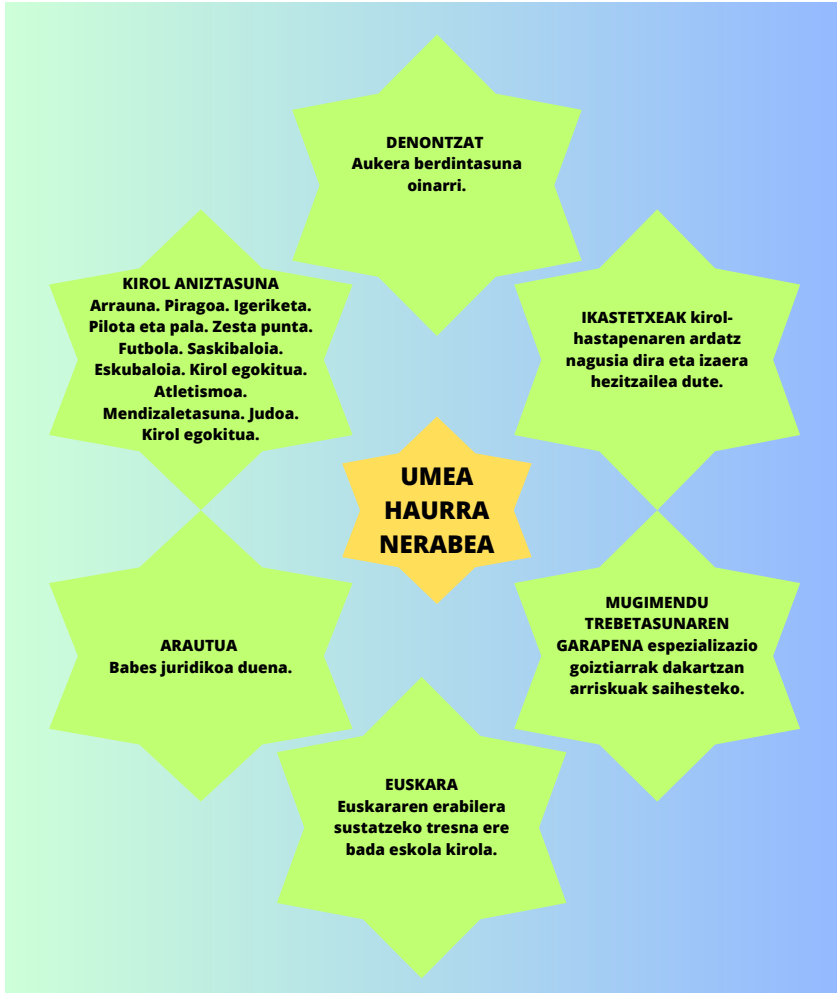 DENONTZAT
Aukera berdintasuna
oinarri.
KIROL ANIZTASUNA
Arrauna. Piragoa. Igeriketa.
Pilota eta pala. Zesta punta.
Futbola. Saskibaloia.
Eskubaloia. Kirol egokitua.
Atletismoa.
Mendizaletasuna. Judoa.
Kirol egokitua.
IKASTETXEAK kirol-
hastapenaren ardatz
nagusia dira eta izaera
hezitzailea dute.
UMEA
HAURRA
NERABEA
ARAUTUA
Babes juridikoa duena.
MUGIMENDU
TREBETASUNAREN
GARAPENA espezializazio
goiztiarrak dakartzan
arriskuak saihesteko.
EUSKARA
Euskararen erabilera
sustatzeko tresna ere
bada eskola kirola.